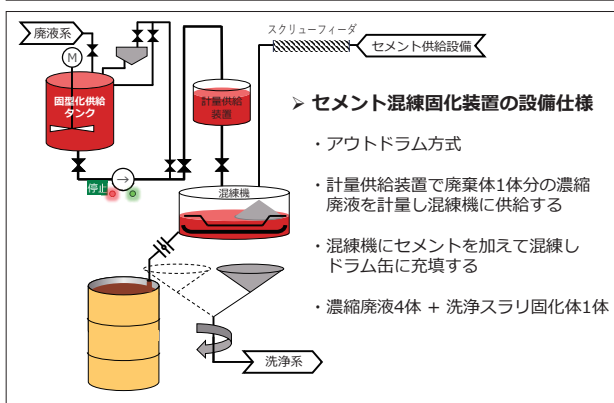 廃液系
M
固型化供給
タンク
停止
→
計量供給
装置
スクリューフィーダ
セメント供給設備
混練機
洗浄系
➢ セメント混練固化装置の設備仕様
・アウトドラム方式
・計量供給装置で廃棄体1体分の濃縮
廃液を計量し混練機に供給する
・混練機にセメントを加えて混練し
ドラム缶に充填する
・濃縮廃液4体 + 洗浄スラリ固化体1体